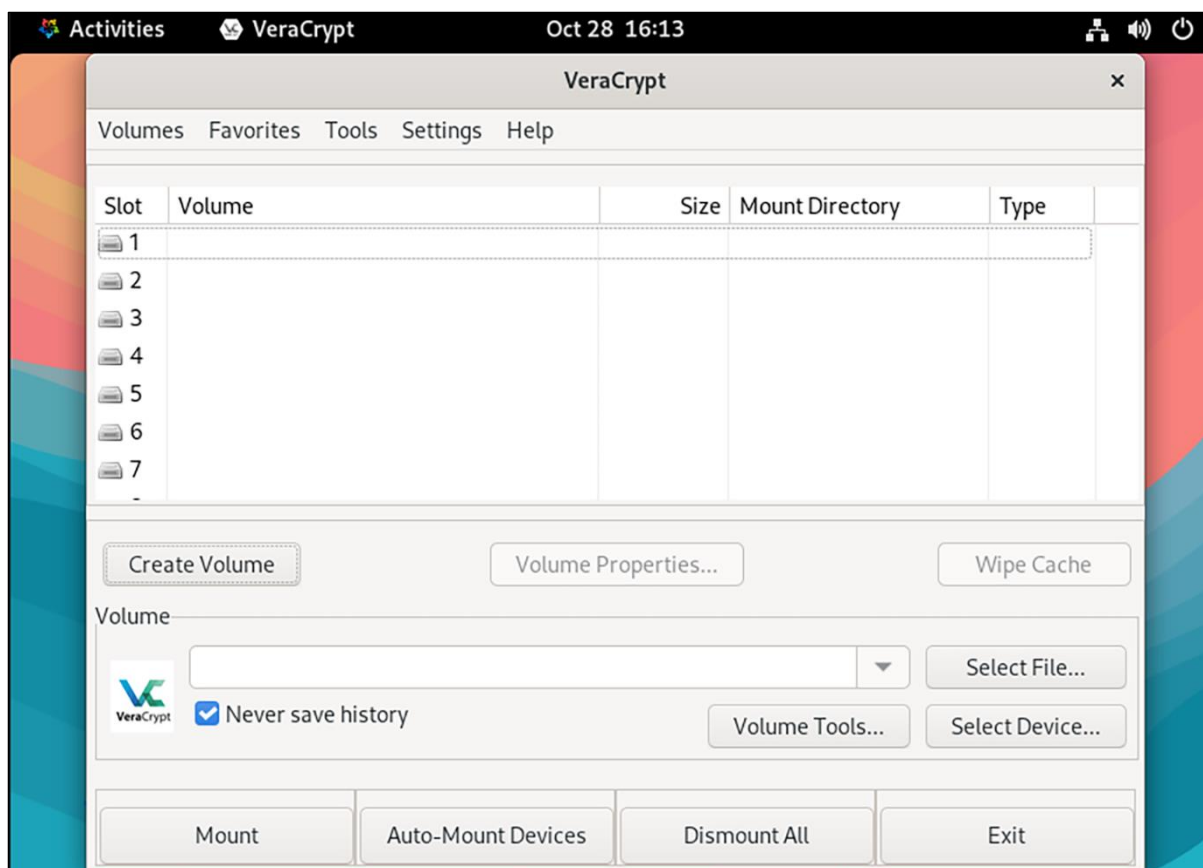 Activities VeraCrypt Oct 28 16:13
VeraCrypt ×
Volumes Favorites Tools Settings Help
Slot Volume Size Mount Directory Type
1
2
3
4
5
6
7
Create Volume Volume Properties... Wipe Cache
Volume
Select File...
VeraCrypt Never save history
Volume Tools... Select Device...
Mount Auto-Mount Devices Dismount All Exit